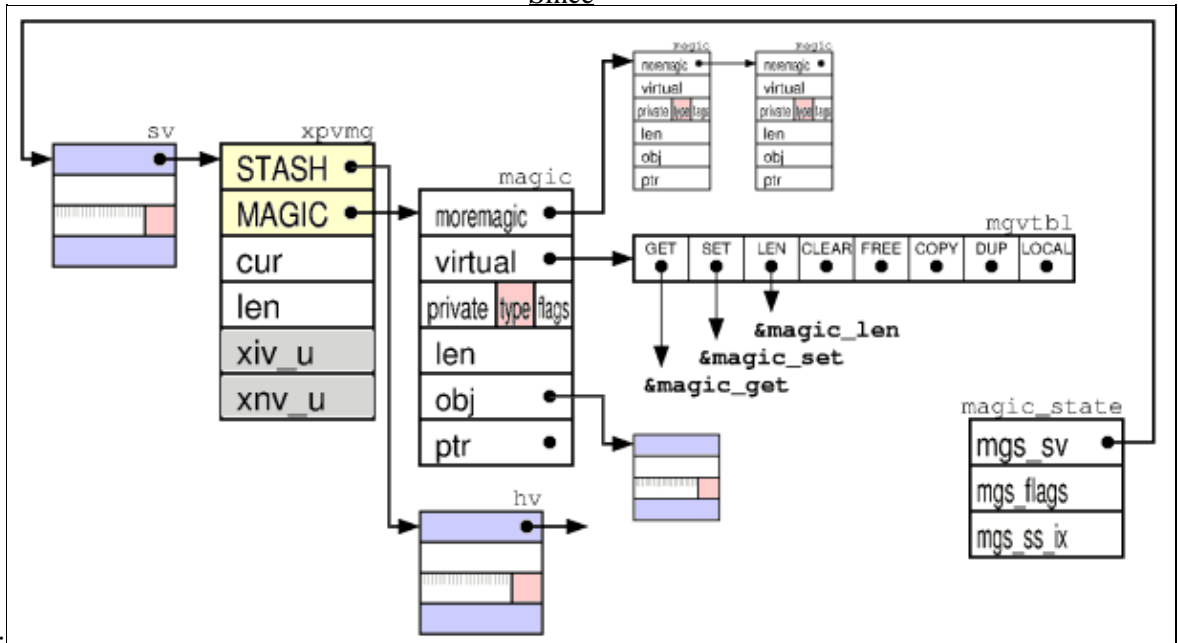 Since
sv
xpvmg
STASH
MAGIC
cur
len
xiv_u
xnv_u
magic
moremagic
virtual
private type flags
len
obj
ptr
magic
moremagic
virtual
private type flags
len
obj
ptr
magic
moremagic
virtual
private type flags
len
obj
ptr
mgvtbl
GET SET LEN CLEAR FREE COPY DUP LOCAL
&magic_len
&magic_set
&magic_get
hv
magic_state
mgs_sv
mgs_flags
mgs_ss_ix
.